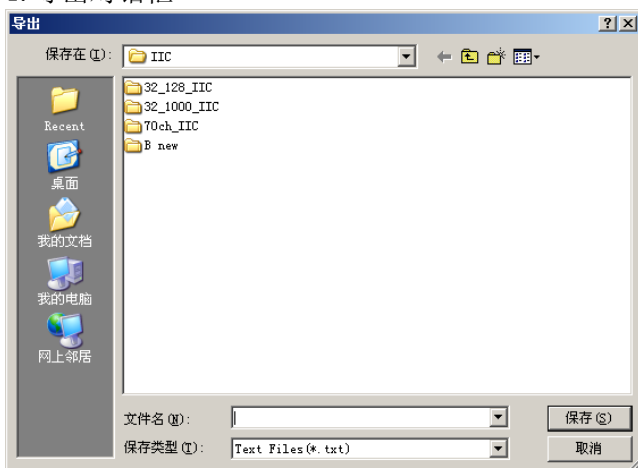 导出
保存在(I):
IIC
32_128_IIC
32_1000_IIC
70ch_IIC
B new
Recent
桌面
我的文档
我的电脑
网上邻居
文件名(N):
保存(S)
保存类型(T):
Text Files(*.txt)
取消